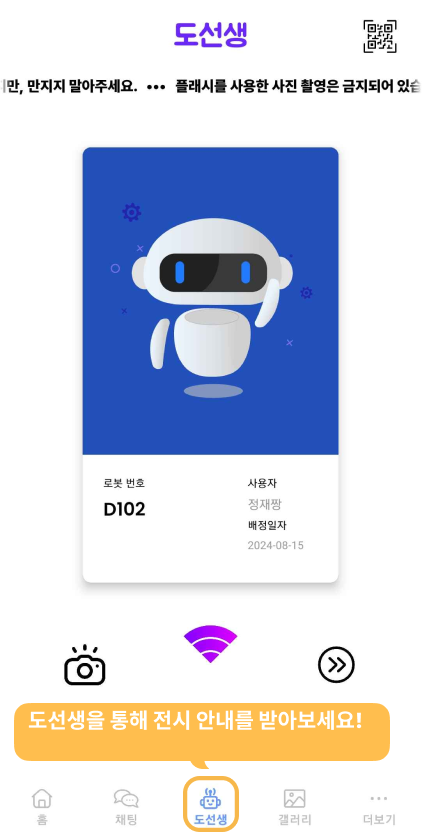 도선생
만, 만지지 말아주세요. ••• 플래시를 사용한 사진 촬영은 금지되어 있습
로봇 번호
D102
사용자
정재짱
배정일자
2024-08-15
도선생을 통해 전시 안내를 받아보세요!
홈 채팅 도선생 갤러리 더보기